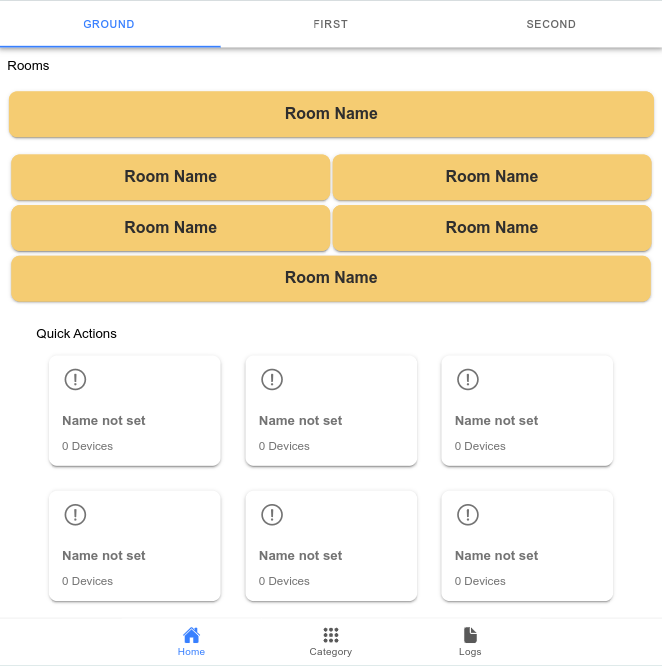 GROUND FIRST SECOND
Rooms
Room Name
Room Name Room Name
Room Name Room Name
Room Name
Quick Actions
Name not set Name not set Name not set
0 Devices 0 Devices 0 Devices
Name not set Name not set Name not set
0 Devices 0 Devices 0 Devices
Home Category Logs